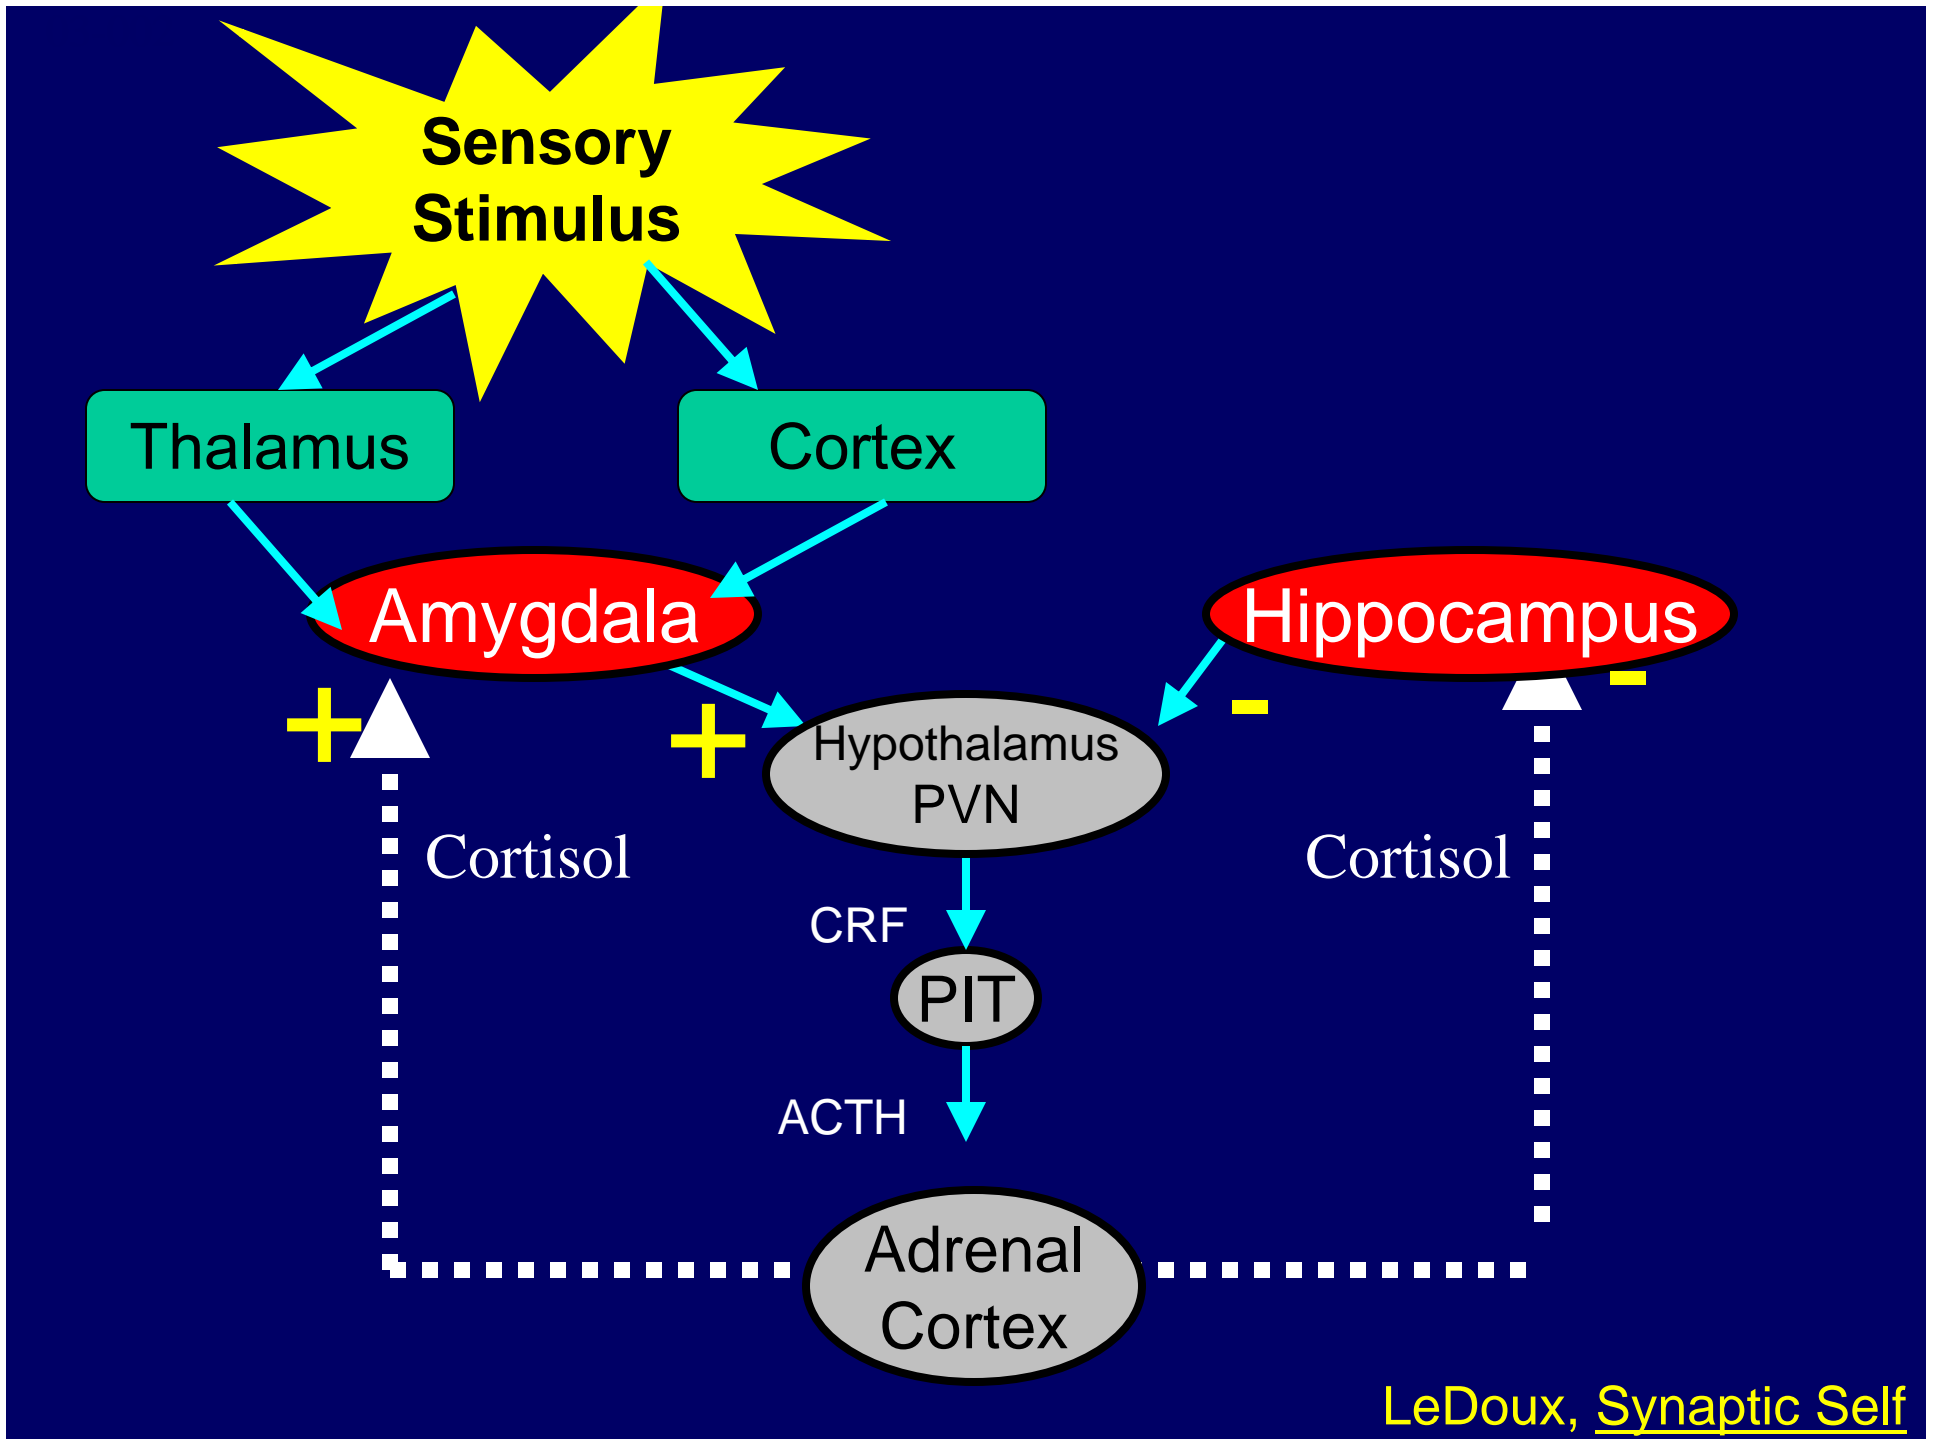 Sensory
Stimulus
Thalamus
Cortex
Amygdala
Hippocampus
+
+
-
-
Hypothalamus
PVN
Cortisol
Cortisol
CRF
PIT
ACTH
Adrenal
Cortex
LeDoux, Synaptic Self